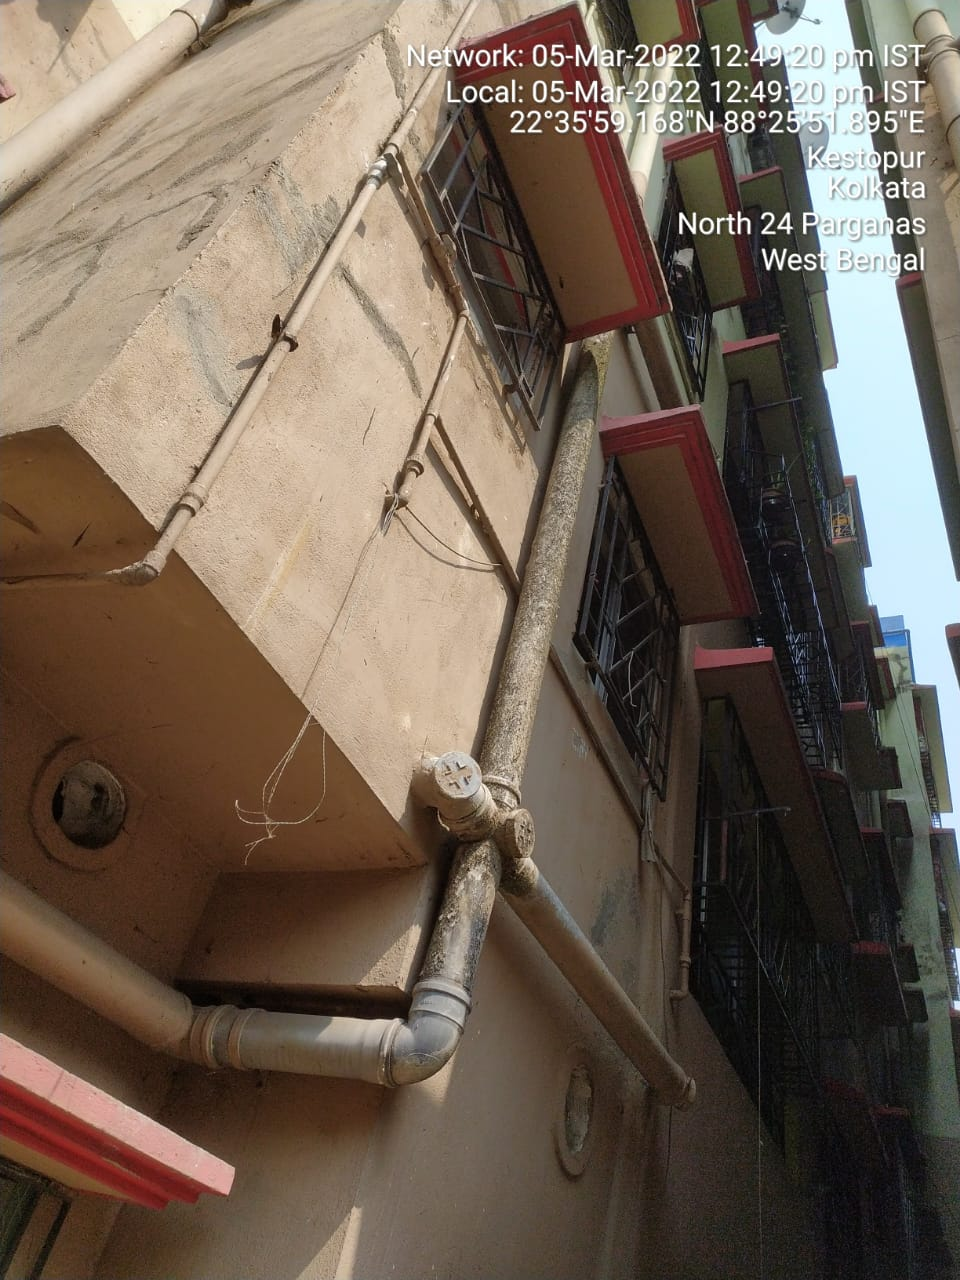 Network: 05-Mar-2022 12:49:20 pm IST
Local: 05-Mar-2022 12:49:20 pm IST
22°35'59.168"N 88°25'51.895"E
Kestopur
Kolkata
North 24 Parganas
West Bengal